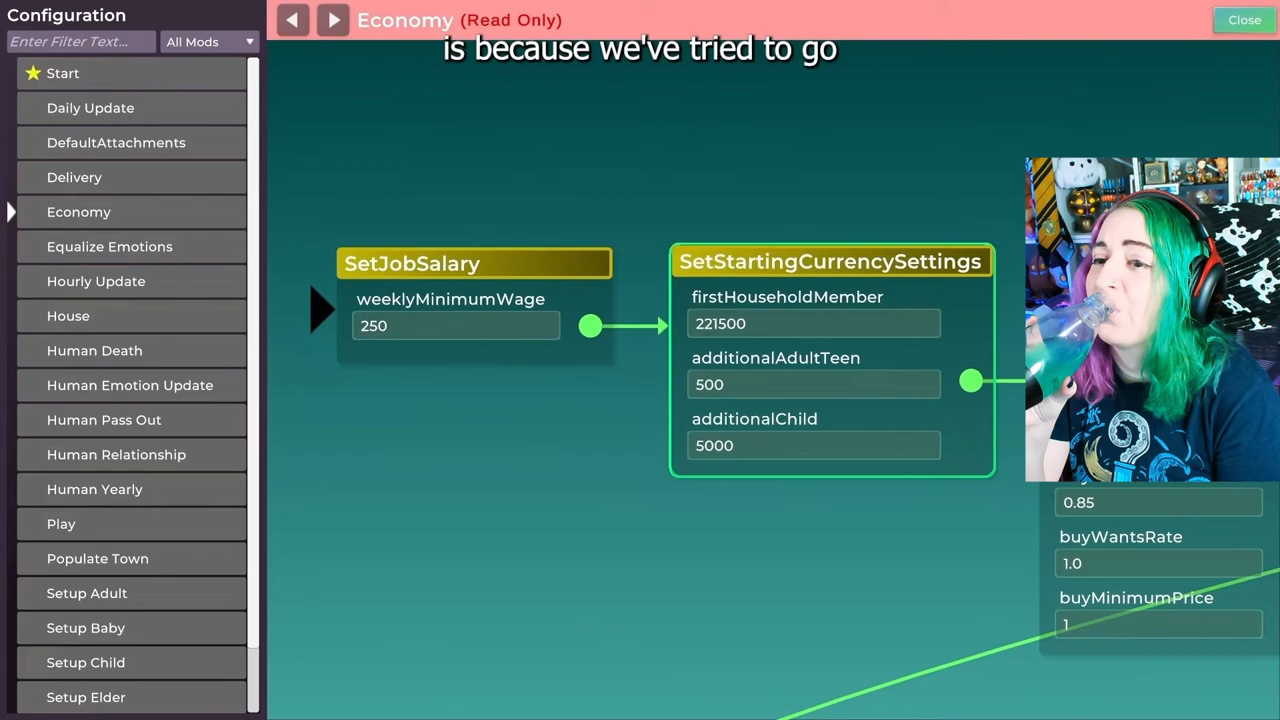 Configuration
Enter Filter Text...
All Mods
Start
Daily Update
DefaultAttachments
Delivery
Economy
Equalize Emotions
Hourly Update
House
Human Death
Human Emotion Update
Human Pass Out
Human Relationship
Human Yearly
Play
Populate Town
Setup Adult
Setup Baby
Setup Child
Setup Elder
Economy (Read Only)
Close
is because we've tried to go
SetJobSalary
weeklyMinimumWage
250
SetStartingCurrencySettings
firstHouseholdMember
221500
additionalAdultTeen
500
additionalChild
5000
0.85
buyWantsRate
1.0
buyMinimumPrice
1